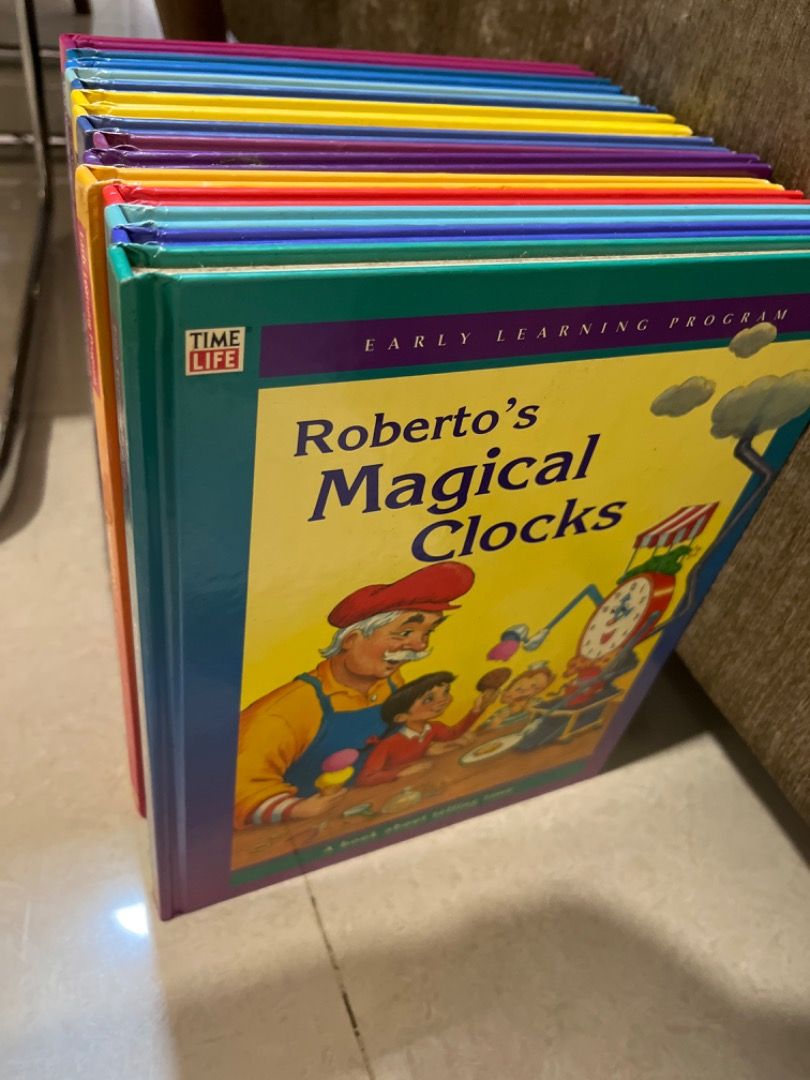 TIME
LIFE
EARLY LEARNING PROGRAM
Roberto's
Magical
Clocks
A book about telling time